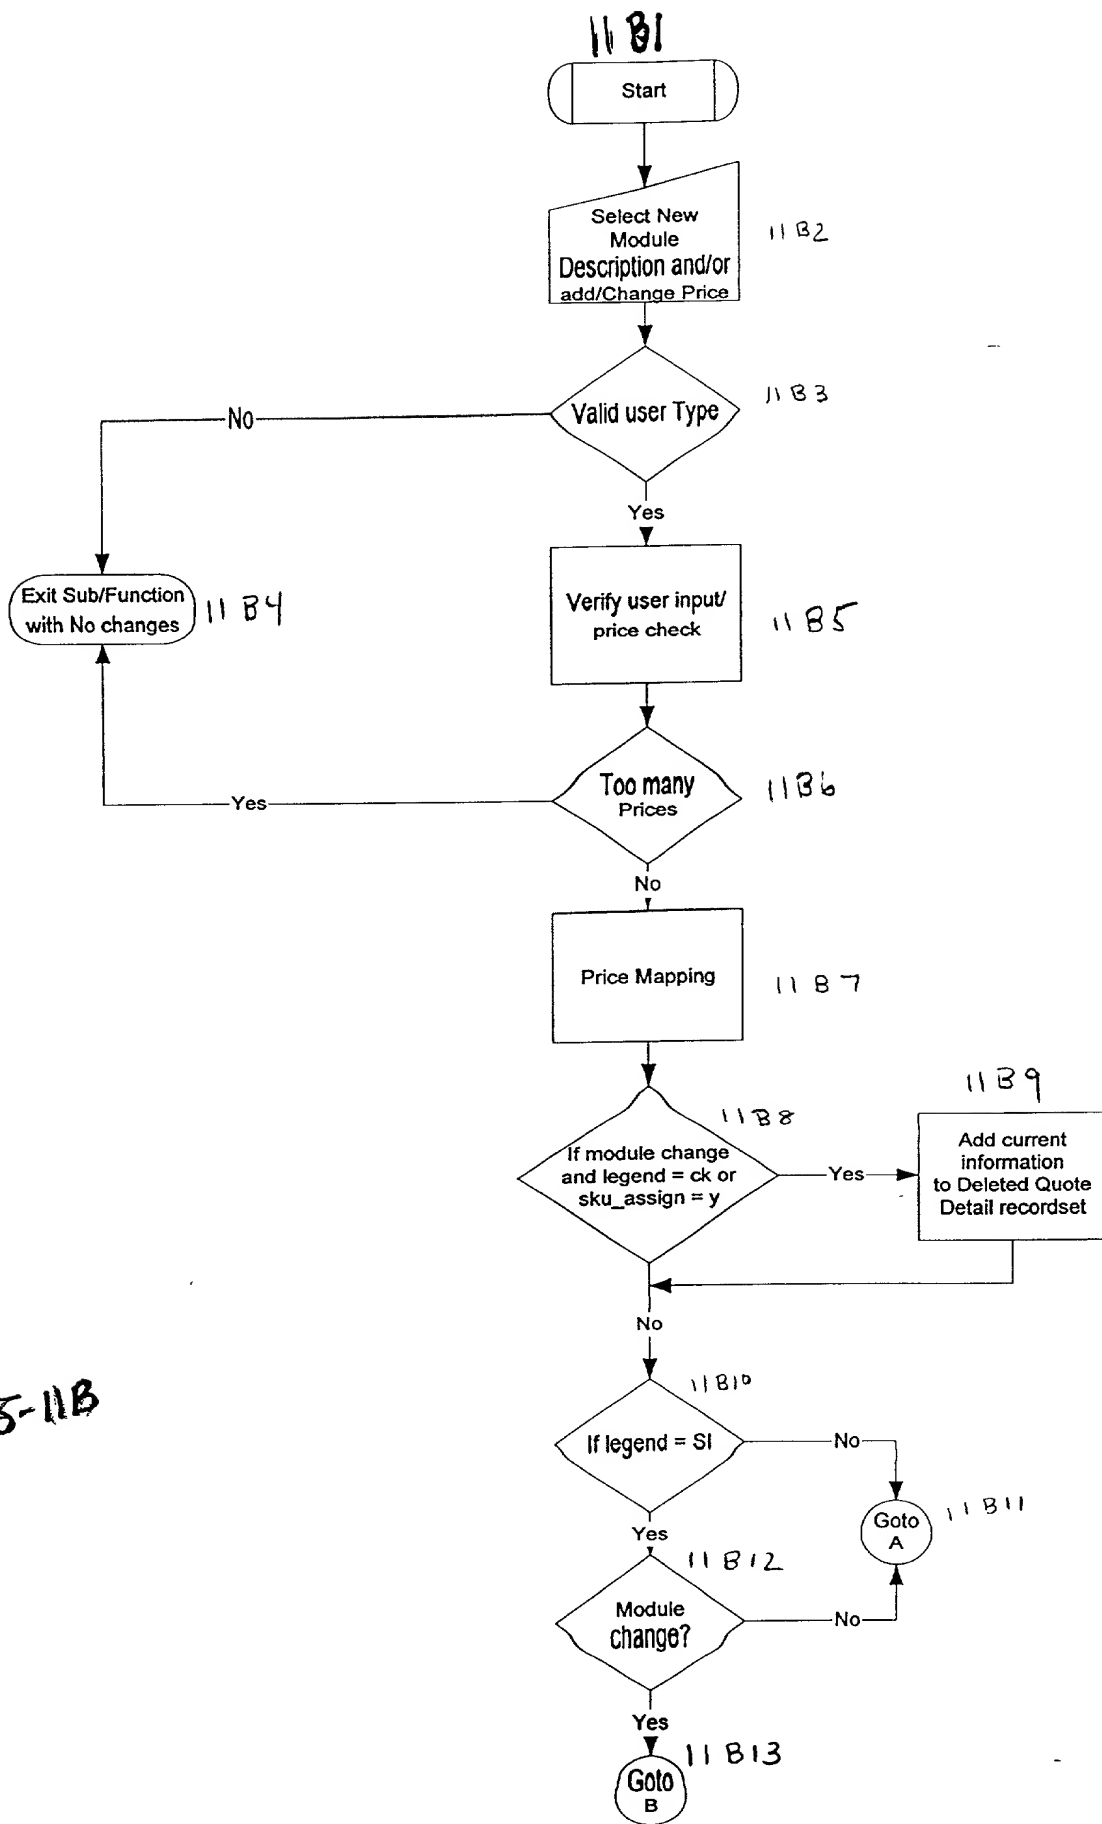 11B1
Start
Select New
Module
Description and/or
add/Change Price
11B2
Valid user Type
11B3
No
Yes
Exit Sub/Function
with No changes
11B4
Verify user input/
price check
11B5
Too many
Prices
11B6
Yes
No
Price Mapping
11B7
If module change
and legend = ck or
sku_assign = y
11B8
Yes
11B9
Add current
information
to Deleted Quote
Detail recordset
No
5-11B
If legend = SI
11B10
No
Goto
A
11B11
Yes
Module
change?
11B12
No
Yes
Goto
B
11B13